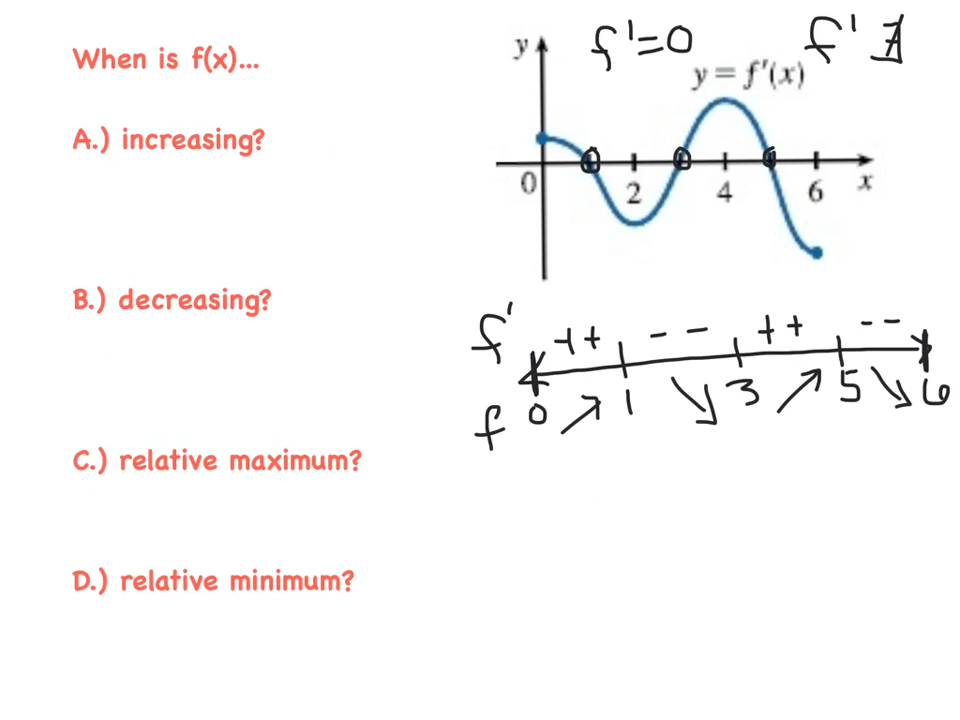 When is f(x)...
A.) increasing?
B.) decreasing?
C.) relative maximum?
D.) relative minimum?
f'=0 f' ∄
y
y = f'(x)
0 2 4 6 x
f' ++ -- ++ --
f 0 ↗ 1 ↘ 3 ↗ 5 ↘ 6